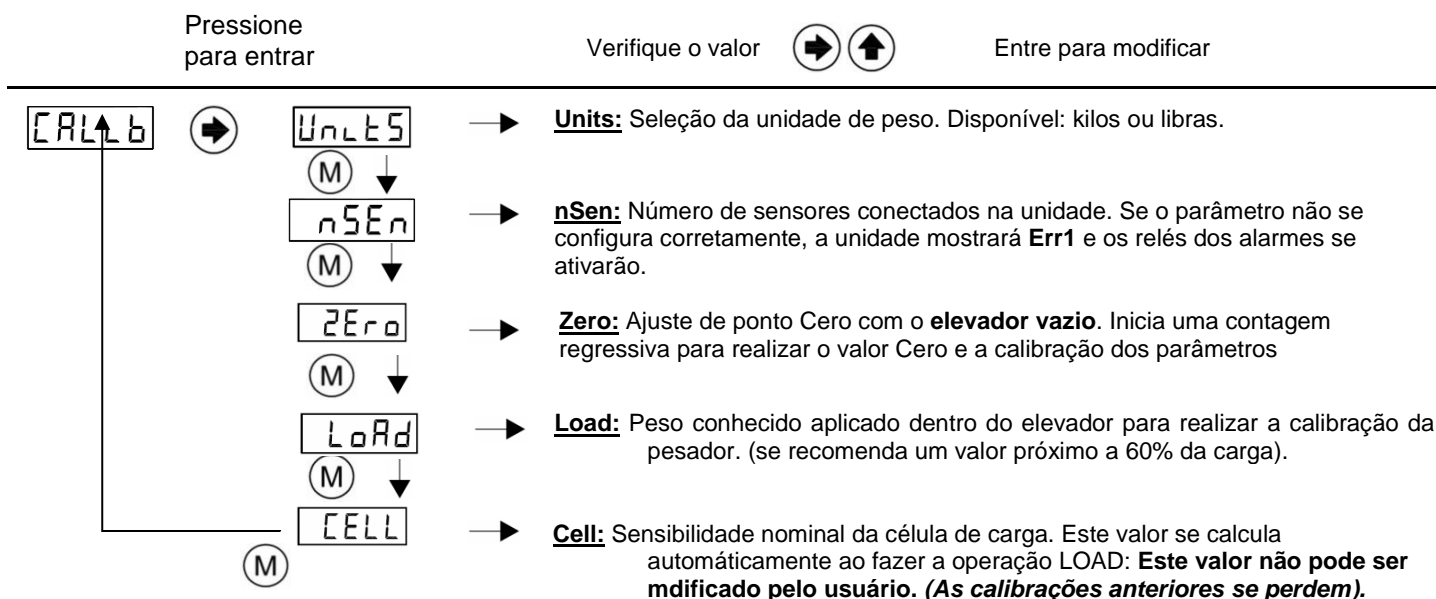 Pressione
para entrar
Verifique o valor
Entre para modificar
CALib
UnitS
Units: Seleção da unidade de peso. Disponível: kilos ou libras.
M
nSEn
nSen: Número de sensores conectados na unidade. Se o parâmetro não se
configura corretamente, a unidade mostrará Err1 e os relés dos alarmes se
ativarão.
M
ZEro
Zero: Ajuste de ponto Cero com o elevador vazio. Inicia uma contagem
regressiva para realizar o valor Cero e a calibração dos parâmetros
M
LoAd
Load: Peso conhecido aplicado dentro do elevador para realizar a calibração da
pesador. (se recomenda um valor próximo a 60% da carga).
M
CELL
Cell: Sensibilidade nominal da célula de carga. Este valor se calcula
automáticamente ao fazer a operação LOAD: Este valor não pode ser
mdificado pelo usuário. (As calibrações anteriores se perdem).
M